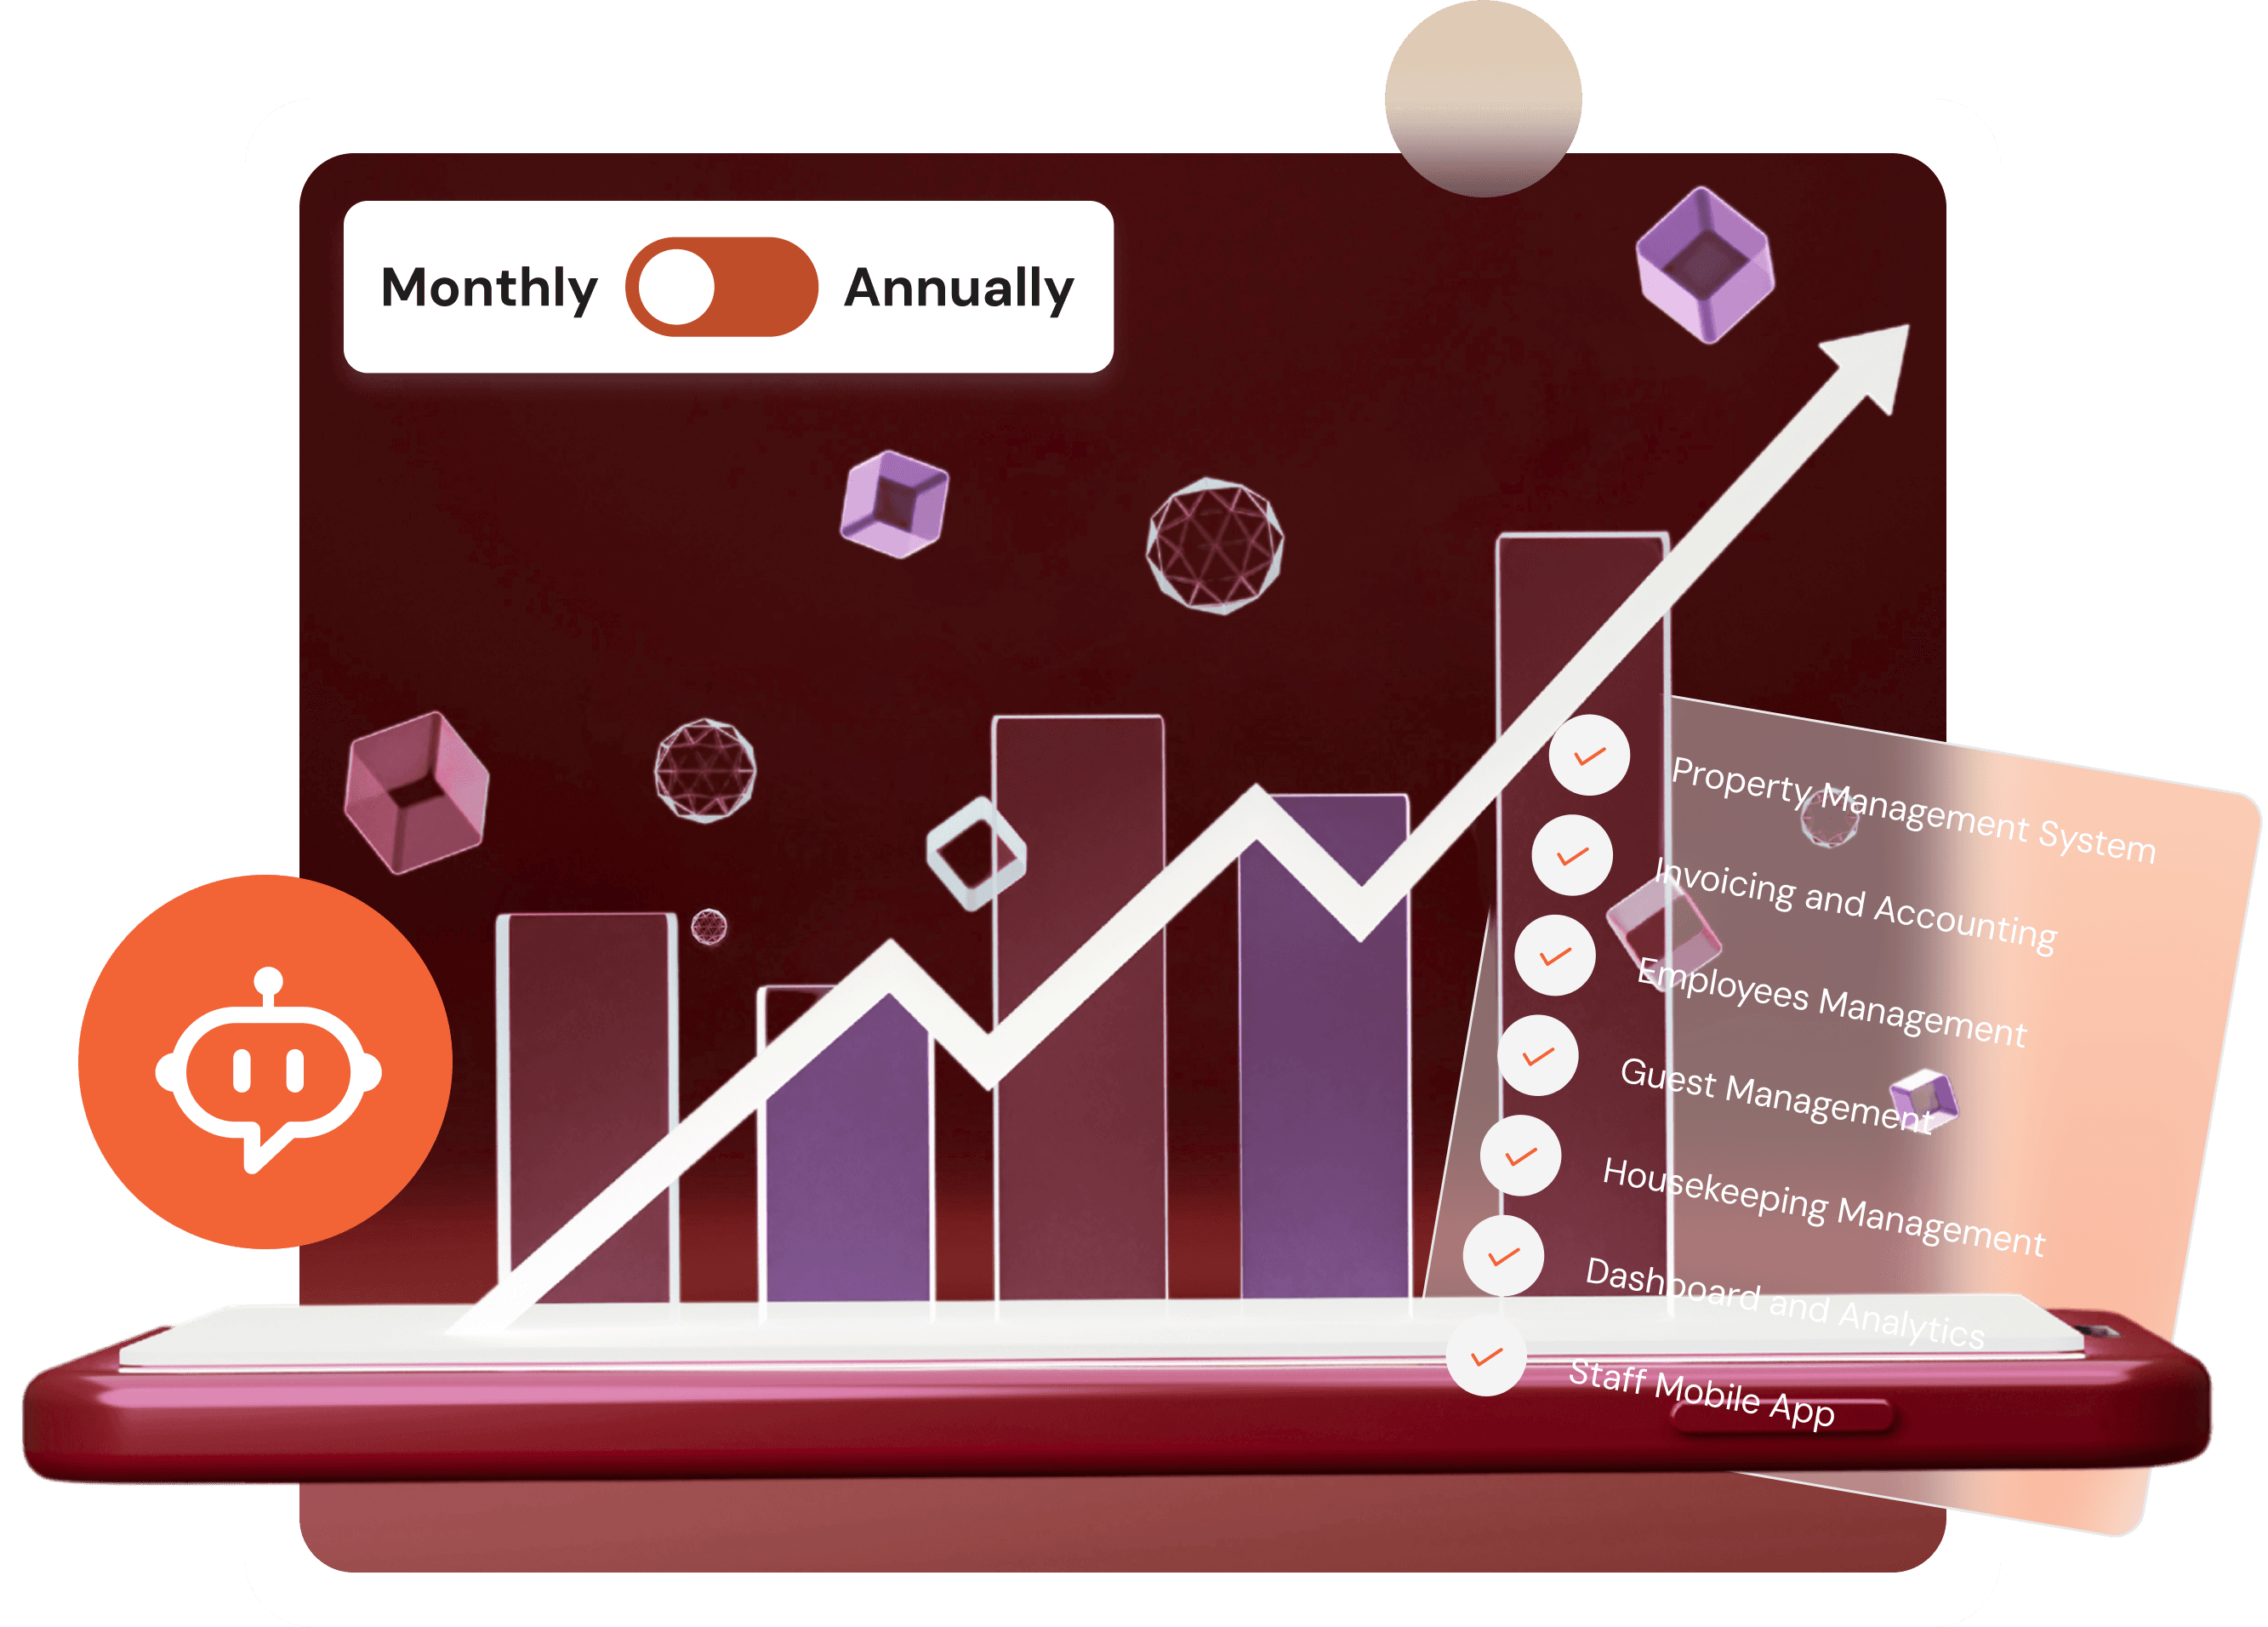 Monthly Annually
Property Management System
Invoicing and Accounting
Employees Management
Guest Management
Housekeeping Management
Dashboard and Analytics
Staff Mobile App